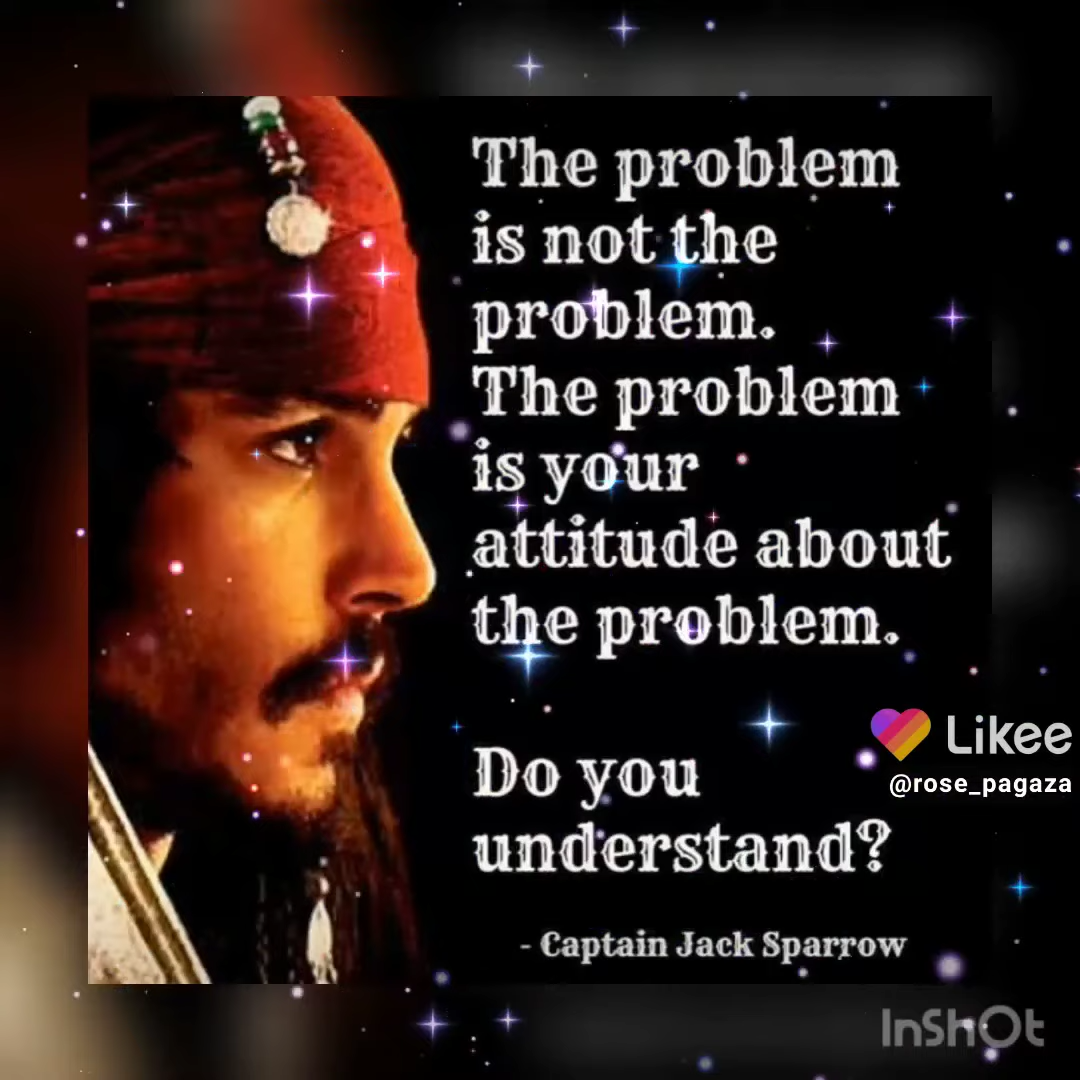 The problem
is not the
problem.
The problem
is your
attitude about
the problem.
Do you
understand?
- Captain Jack Sparrow
Likee
@rose_pagaza
InShOt